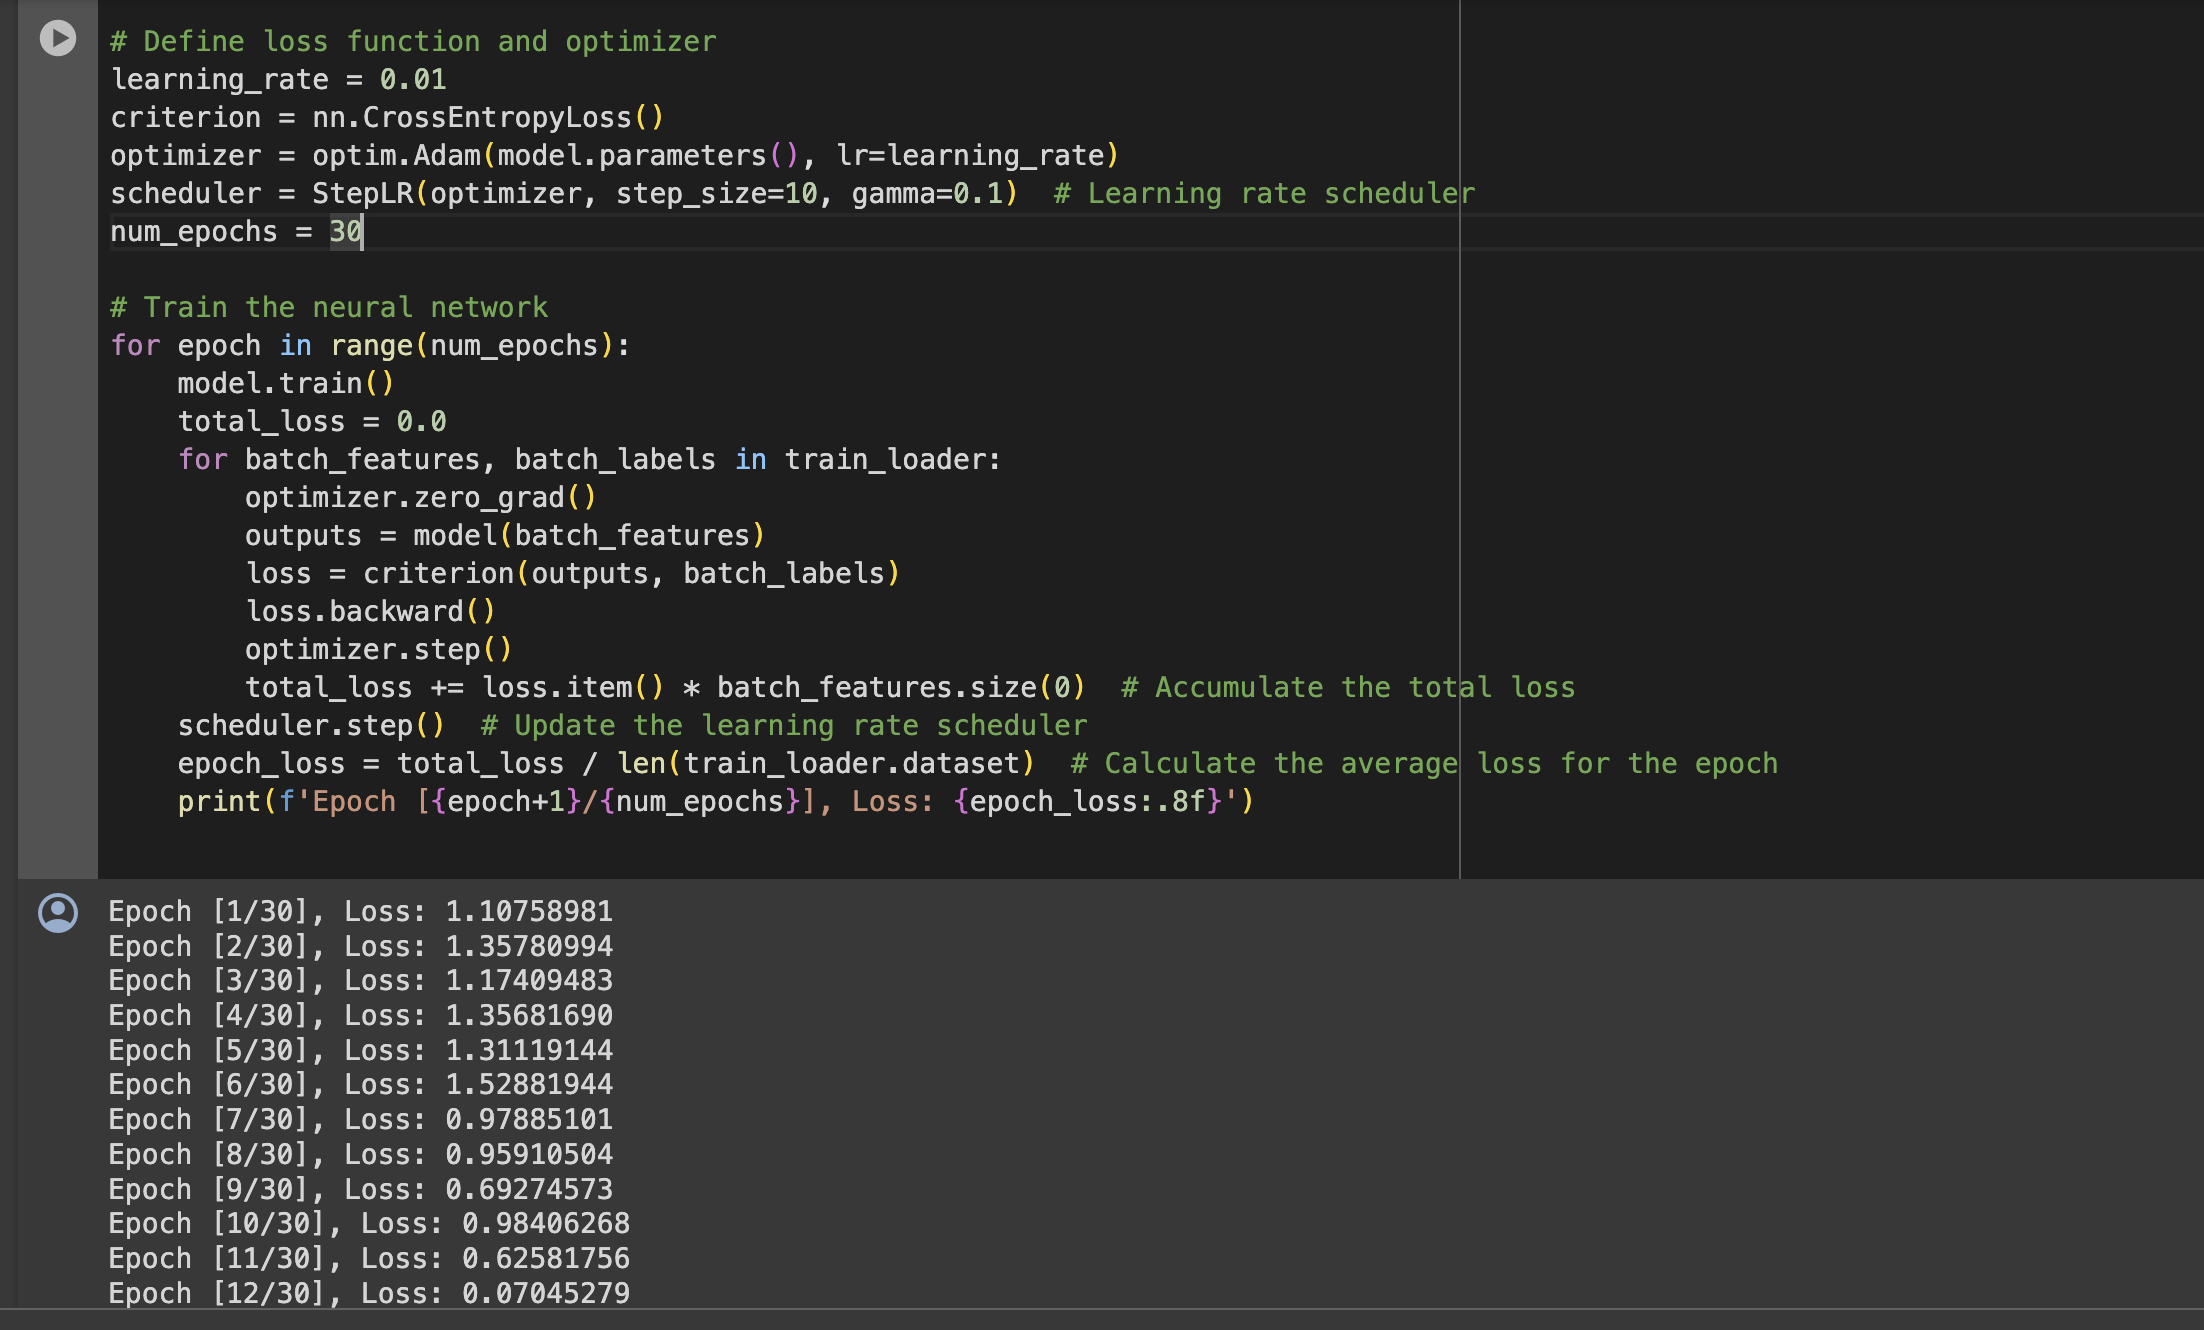 # Define loss function and optimizer
learning_rate = 0.01
criterion = nn.CrossEntropyLoss()
optimizer = optim.Adam(model.parameters(), lr=learning_rate)
scheduler = StepLR(optimizer, step_size=10, gamma=0.1)  # Learning rate scheduler
num_epochs = 30

# Train the neural network
for epoch in range(num_epochs):
    model.train()
    total_loss = 0.0
    for batch_features, batch_labels in train_loader:
        optimizer.zero_grad()
        outputs = model(batch_features)
        loss = criterion(outputs, batch_labels)
        loss.backward()
        optimizer.step()
        total_loss += loss.item() * batch_features.size(0)  # Accumulate the total loss
    scheduler.step()  # Update the learning rate scheduler
    epoch_loss = total_loss / len(train_loader.dataset)  # Calculate the average loss for the epoch
    print(f'Epoch [{epoch+1}/{num_epochs}], Loss: {epoch_loss:.8f}')

Epoch [1/30], Loss: 1.10758981
Epoch [2/30], Loss: 1.35780994
Epoch [3/30], Loss: 1.17409483
Epoch [4/30], Loss: 1.35681690
Epoch [5/30], Loss: 1.31119144
Epoch [6/30], Loss: 1.52881944
Epoch [7/30], Loss: 0.97885101
Epoch [8/30], Loss: 0.95910504
Epoch [9/30], Loss: 0.69274573
Epoch [10/30], Loss: 0.98406268
Epoch [11/30], Loss: 0.62581756
Epoch [12/30], Loss: 0.07045279